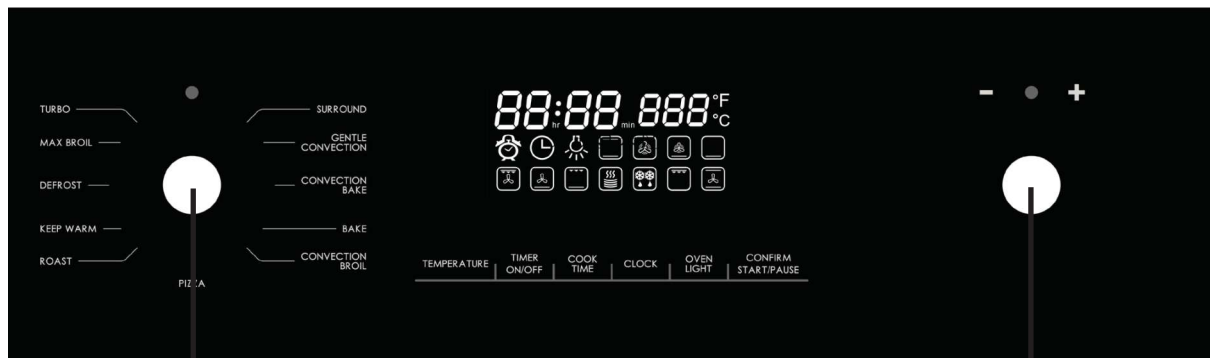 TURBO
MAX BROIL
DEFROST
KEEP WARM
ROAST
PIZZA
SURROUND
GENTLE
CONVECTION
CONVECTION
BAKE
BAKE
CONVECTION
BROIL
88:88 888 °F
hr min °C
TEMPERATURE
TIMER
ON/OFF
COOK
TIME
CLOCK
OVEN
LIGHT
CONFIRM
START/PAUSE
- +